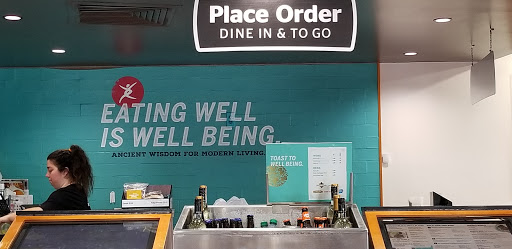 Place Order
DINE IN & TO GO
EATING WELL
IS WELL BEING.
ANCIENT WISDOM FOR MODERN LIVING.
TOAST TO
WELL BEING.